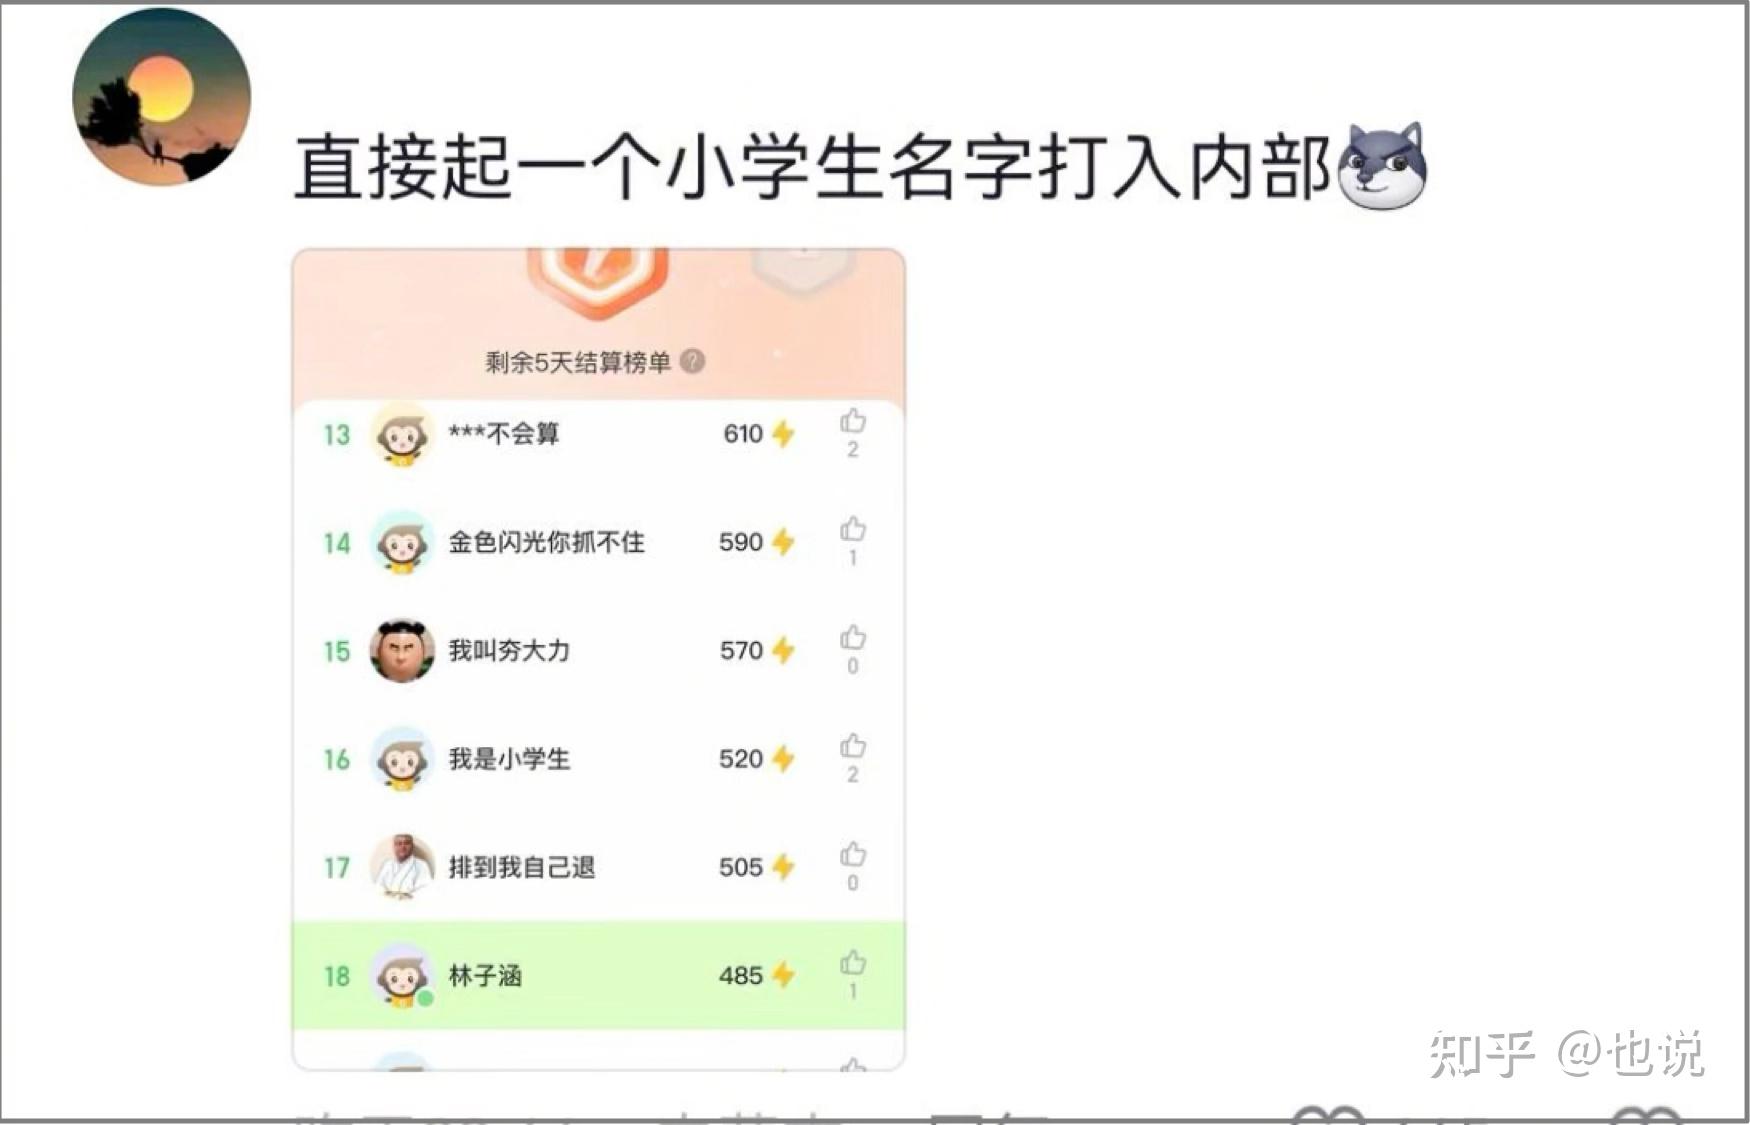 直接起一个小学生名字打入内部
剩余5天结算榜单 ?
13 ***不会算 610 2
14 金色闪光你抓不住 590 1
15 我叫夯大力 570 0
16 我是小学生 520 2
17 排到我自己退 505 0
18 林子涵 485 1
知乎 @也说